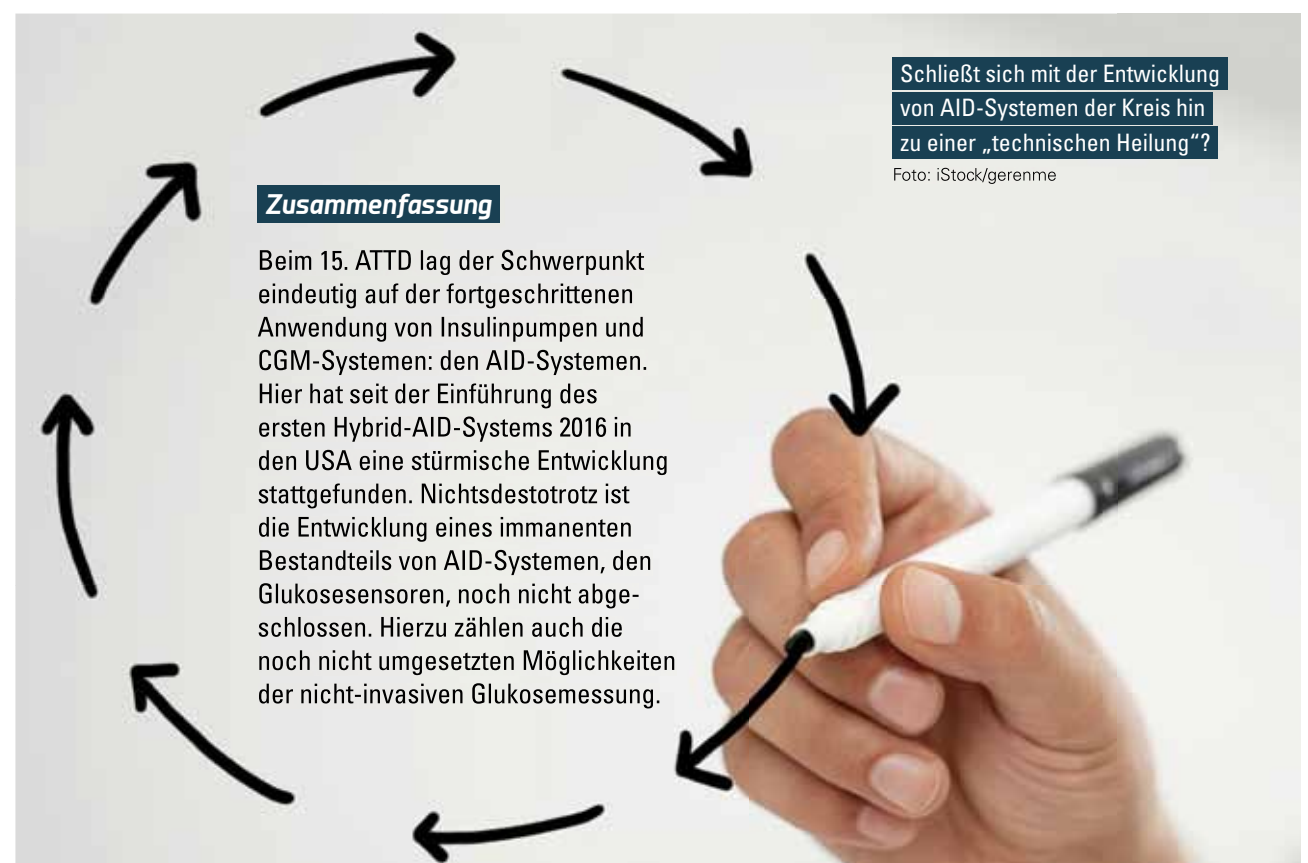 Schließt sich mit der Entwicklung
von AID-Systemen der Kreis hin
zu einer „technischen Heilung“?
Foto: iStock/gerenme
Zusammenfassung
Beim 15. ATTD lag der Schwerpunkt
eindeutig auf der fortgeschrittenen
Anwendung von Insulinpumpen und
CGM-Systemen: den AID-Systemen.
Hier hat seit der Einführung des
ersten Hybrid-AID-Systems 2016 in
den USA eine stürmische Entwicklung
stattgefunden. Nichtsdestotrotz ist
die Entwicklung eines immanenten
Bestandteils von AID-Systemen, den
Glukosesensoren, noch nicht abge-
schlossen. Hierzu zählen auch die
noch nicht umgesetzten Möglichkeiten
der nicht-invasiven Glukosemessung.